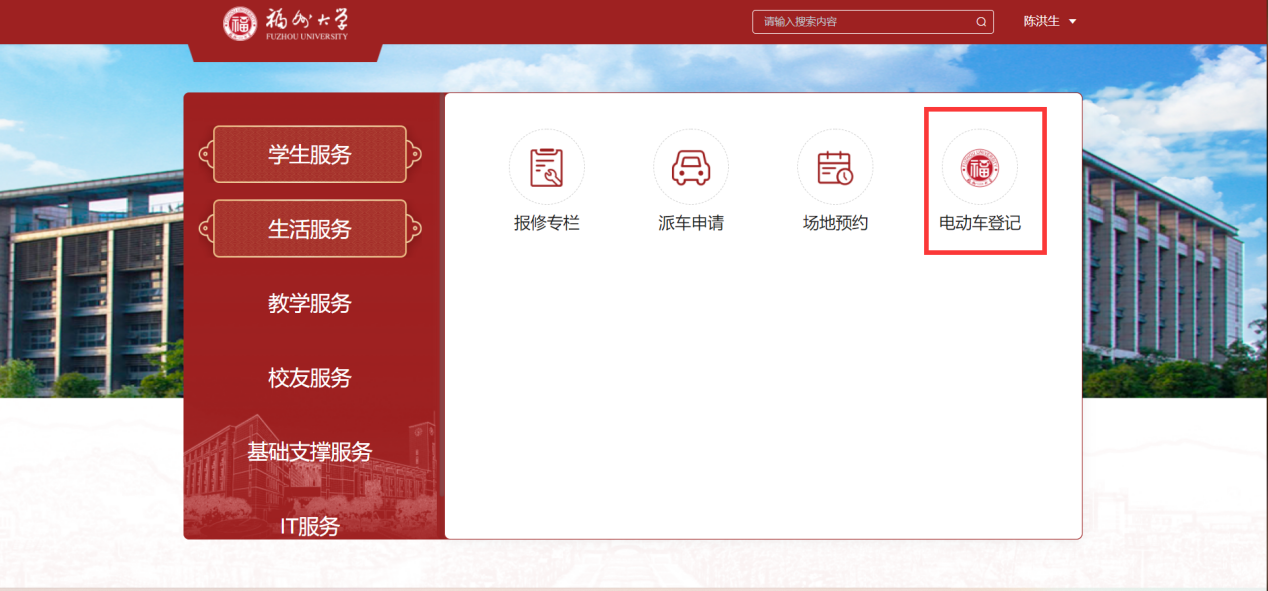 福州大学
FUZHOU UNIVERSITY
请输入搜索内容
陈洪生
学生服务
生活服务
教学服务
校友服务
基础支撑服务
IT服务
报修专栏
派车申请
场地预约
福
电动车登记